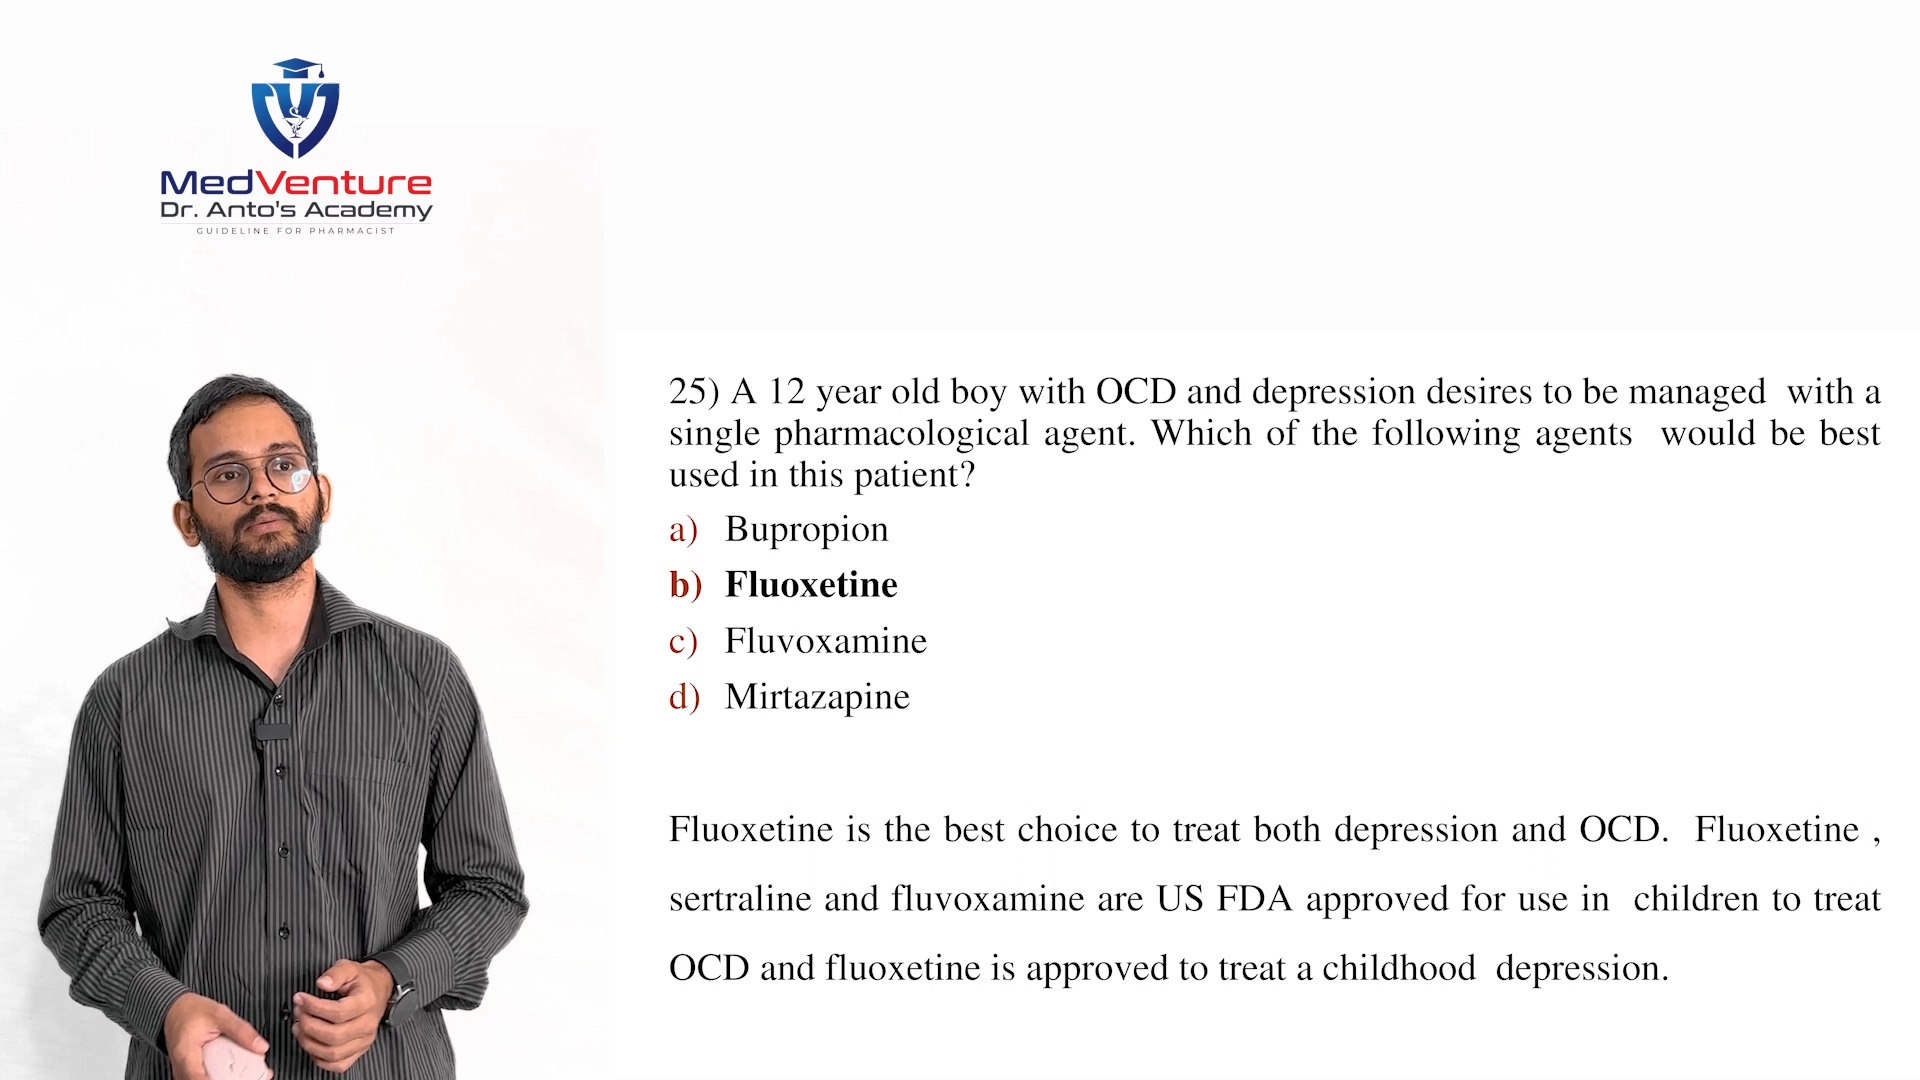 MedVenture
Dr. Anto's Academy
GUIDELINE FOR PHARMACIST
25) A 12 year old boy with OCD and depression desires to be managed with a
single pharmacological agent. Which of the following agents would be best
used in this patient?
a) Bupropion
b) Fluoxetine
c) Fluvoxamine
d) Mirtazapine
Fluoxetine is the best choice to treat both depression and OCD. Fluoxetine ,
sertraline and fluvoxamine are US FDA approved for use in children to treat
OCD and fluoxetine is approved to treat a childhood depression.